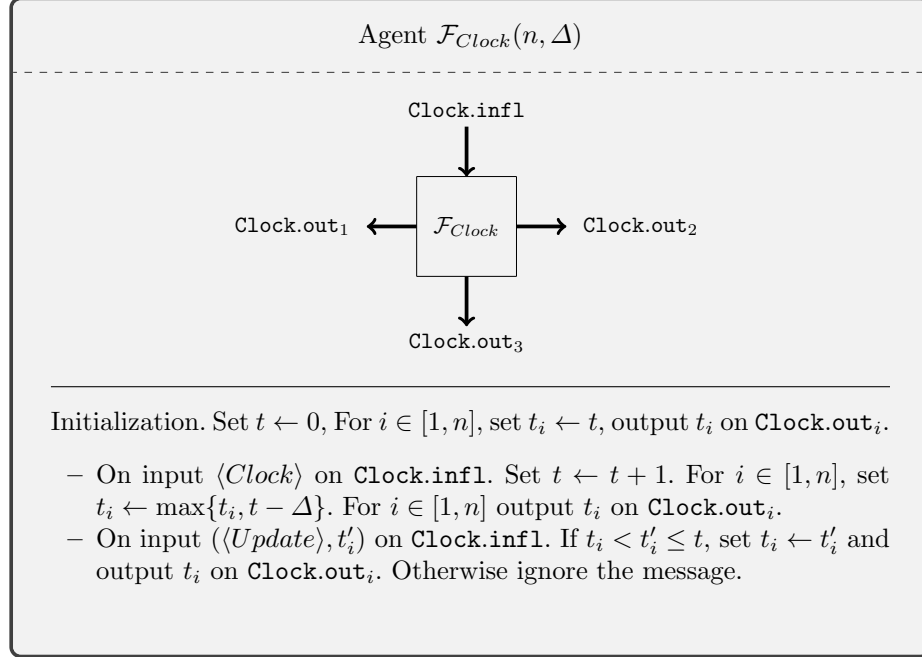 Agent 𝓕_Clock(n, Δ)
Clock.infl
Clock.out₁ 𝓕_Clock Clock.out₂
Clock.out₃
Initialization. Set t ← 0, For i ∈ [1, n], set tᵢ ← t, output tᵢ on Clock.outᵢ.
– On input ⟨Clock⟩ on Clock.infl. Set t ← t + 1. For i ∈ [1, n], set
tᵢ ← max{tᵢ, t − Δ}. For i ∈ [1, n] output tᵢ on Clock.outᵢ.
– On input (⟨Update⟩, t′ᵢ) on Clock.infl. If tᵢ < t′ᵢ ≤ t, set tᵢ ← t′ᵢ and
output tᵢ on Clock.outᵢ. Otherwise ignore the message.